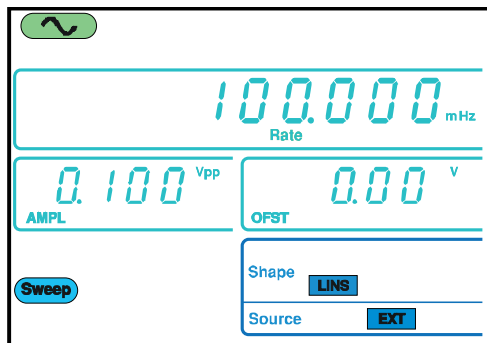 100.000 mHz
Rate
0.100 Vpp
AMPL
0.00 V
OFST
Sweep
Shape LINS
Source EXT